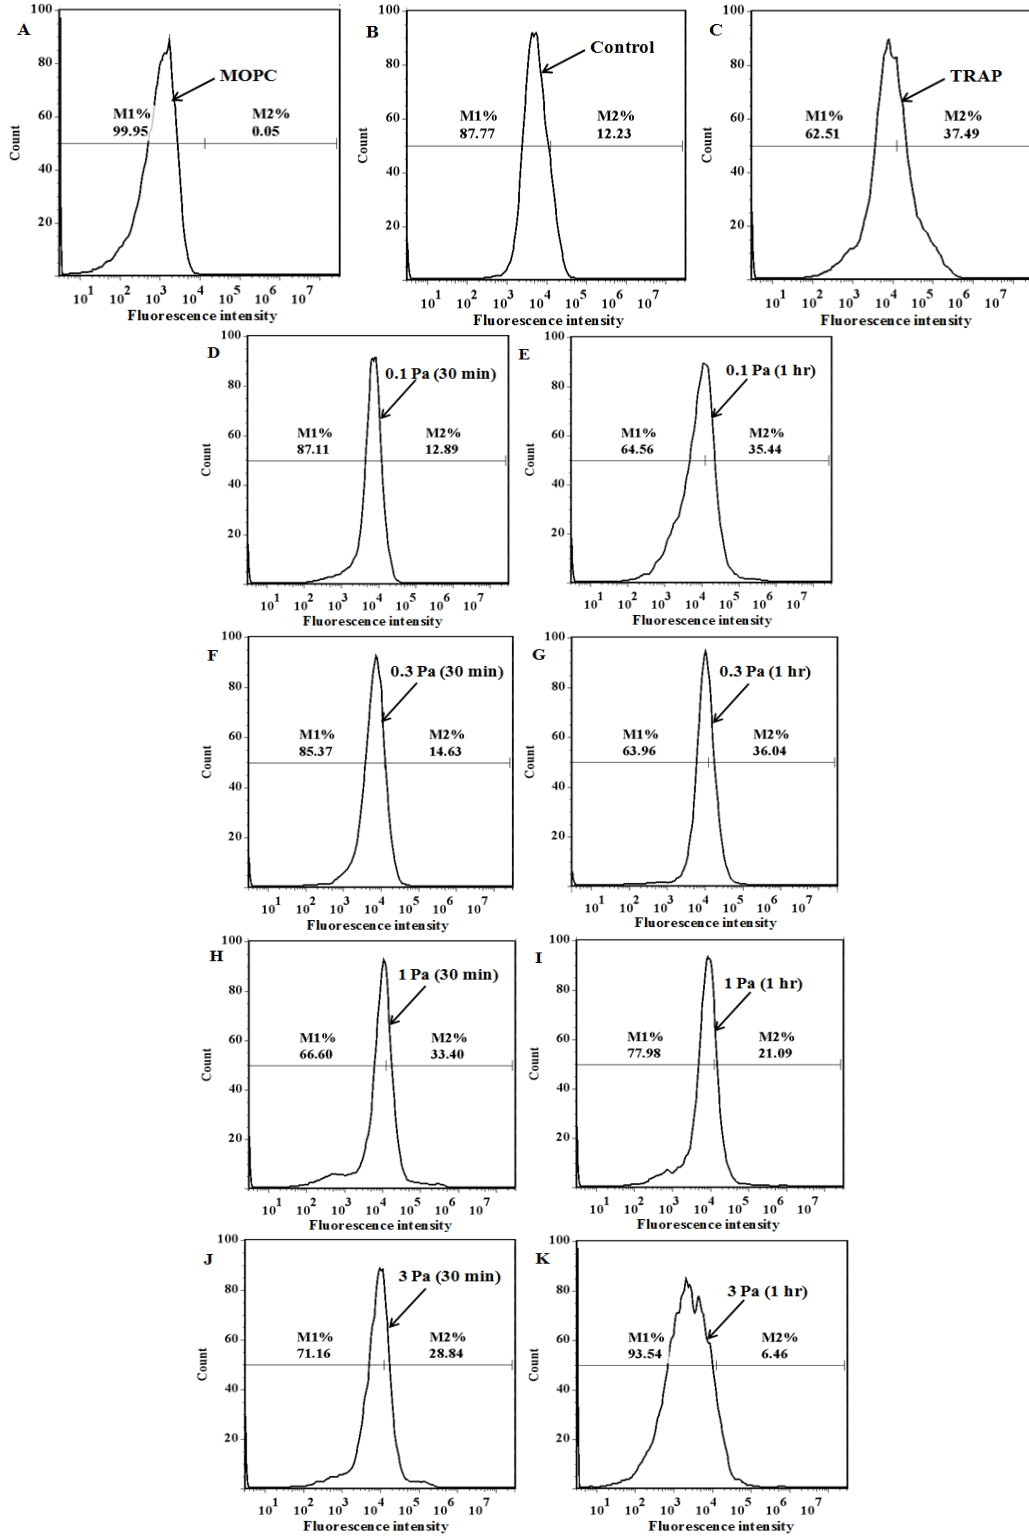 A
100
80
60
40
20
Count
MOPC
M1%
99.95
M2%
0.05
10^1 10^2 10^3 10^4 10^5 10^6 10^7
Fluorescence intensity
B
100
80
60
40
20
Count
Control
M1%
87.77
M2%
12.23
10^1 10^2 10^3 10^4 10^5 10^6 10^7
Fluorescence intensity
C
100
80
60
40
20
Count
TRAP
M1%
62.51
M2%
37.49
10^1 10^2 10^3 10^4 10^5 10^6 10^7
Fluorescence intensity
D
100
80
60
40
20
Count
0.1 Pa (30 min)
M1%
87.11
M2%
12.89
10^1 10^2 10^3 10^4 10^5 10^6 10^7
Fluorescence intensity
E
100
80
60
40
20
Count
0.1 Pa (1 hr)
M1%
64.56
M2%
35.44
10^1 10^2 10^3 10^4 10^5 10^6 10^7
Fluorescence intensity
F
100
80
60
40
20
Count
0.3 Pa (30 min)
M1%
85.37
M2%
14.63
10^1 10^2 10^3 10^4 10^5 10^6 10^7
Fluorescence intensity
G
100
80
60
40
20
Count
0.3 Pa (1 hr)
M1%
63.96
M2%
36.04
10^1 10^2 10^3 10^4 10^5 10^6 10^7
Fluorescence intensity
H
100
80
60
40
20
Count
1 Pa (30 min)
M1%
66.60
M2%
33.40
10^1 10^2 10^3 10^4 10^5 10^6 10^7
Fluorescence intensity
I
100
80
60
40
20
Count
1 Pa (1 hr)
M1%
77.98
M2%
21.09
10^1 10^2 10^3 10^4 10^5 10^6 10^7
Fluorescence intensity
J
100
80
60
40
20
Count
3 Pa (30 min)
M1%
71.16
M2%
28.84
10^1 10^2 10^3 10^4 10^5 10^6 10^7
Fluorescence intensity
K
100
80
60
40
20
Count
3 Pa (1 hr)
M1%
93.54
M2%
6.46
10^1 10^2 10^3 10^4 10^5 10^6 10^7
Fluorescence intensity